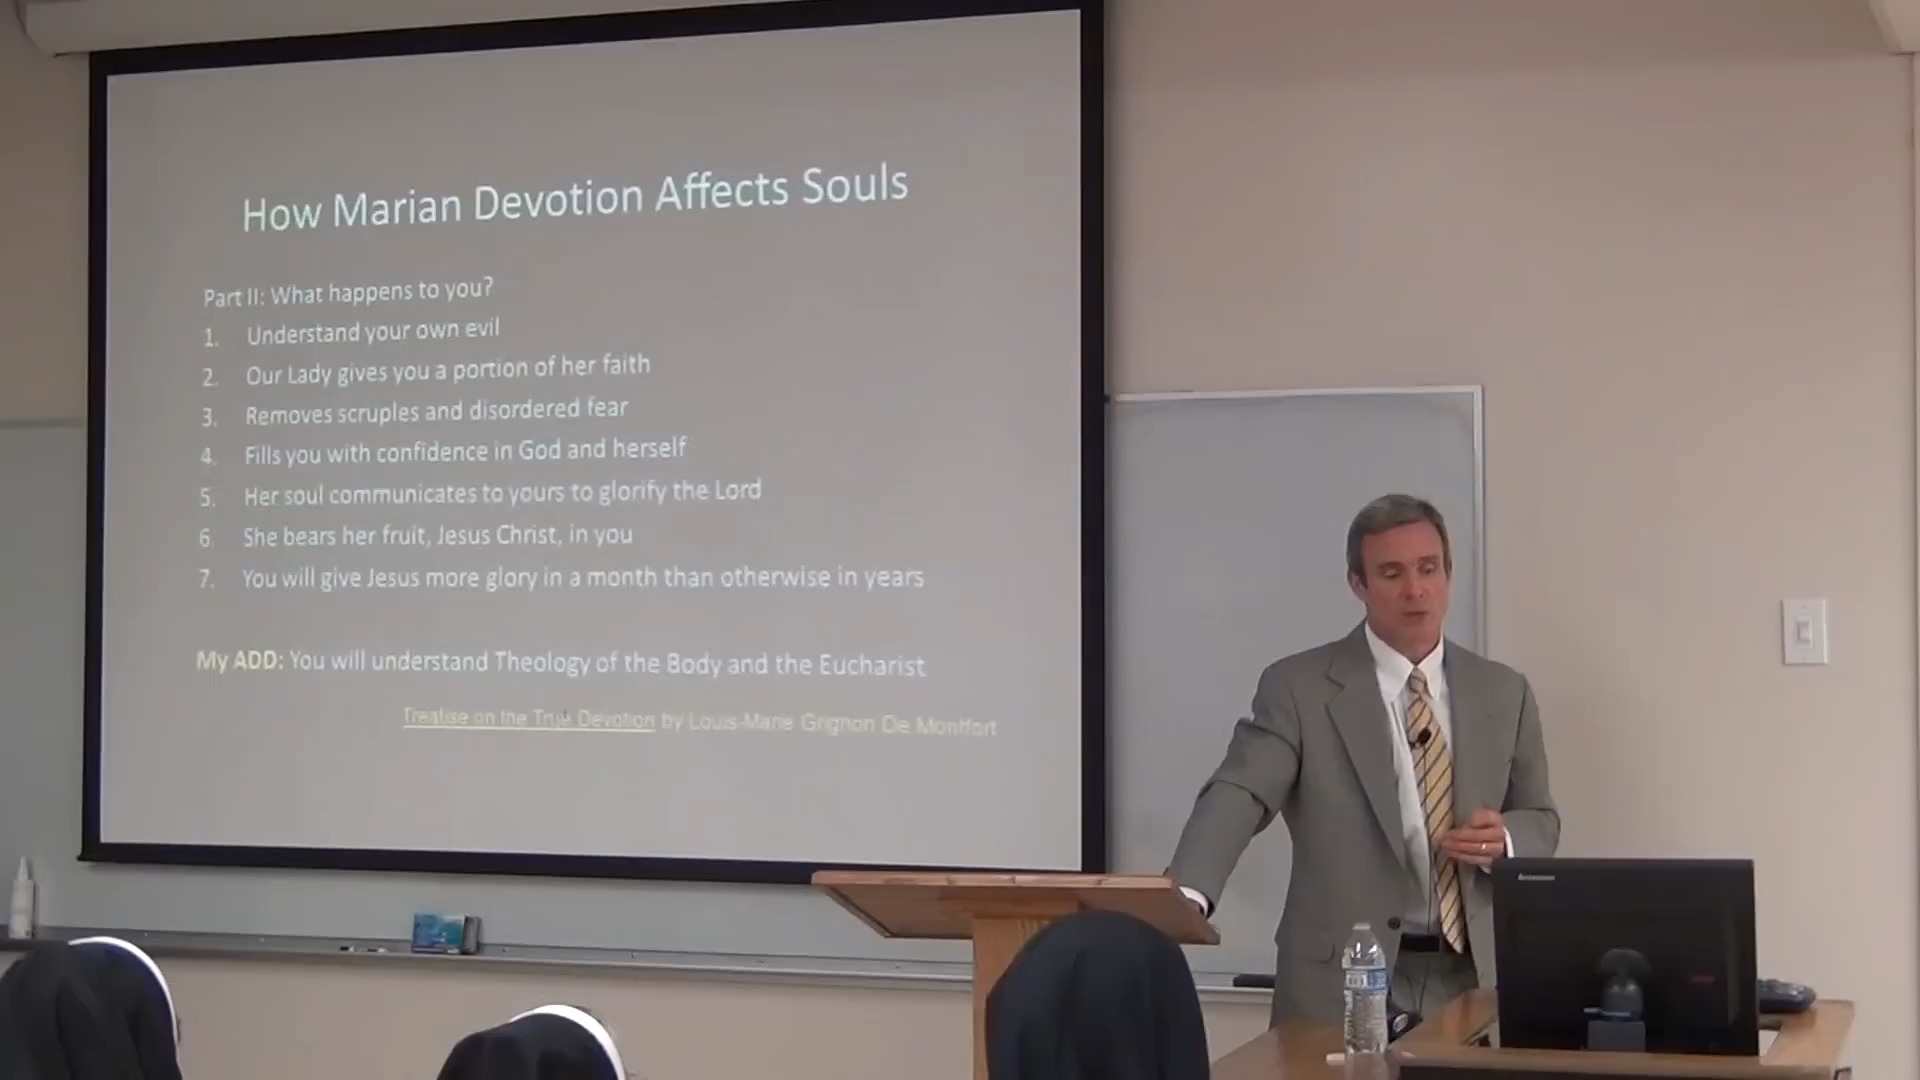 How Marian Devotion Affects Souls
Part II: What happens to you?
1. Understand your own evil
2. Our Lady gives you a portion of her faith
3. Removes scruples and disordered fear
4. Fills you with confidence in God and herself
5. Her soul communicates to yours to glorify the Lord
6. She bears her fruit, Jesus Christ, in you
7. You will give Jesus more glory in a month than otherwise in years
My ADD: You will understand Theology of the Body and the Eucharist
Treatise on the True Devotion by Louis-Marie Grignon De Montfort
lenovo